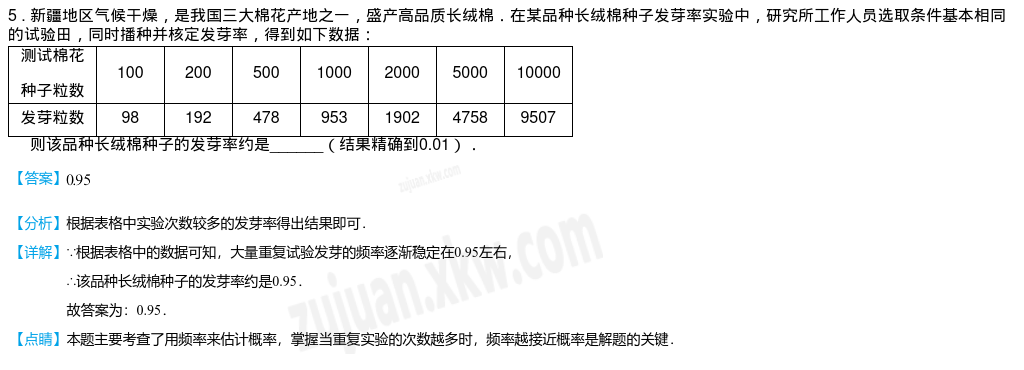 5．新疆地区气候干燥，是我国三大棉花产地之一，盛产高品质长绒棉．在某品种长绒棉种子发芽率实验中，研究所工作人员选取条件基本相同
的试验田，同时播种并核定发芽率，得到如下数据：
测试棉花
种子粒数 100 200 500 1000 2000 5000 10000
发芽粒数 98 192 478 953 1902 4758 9507
则该品种长绒棉种子的发芽率约是______（结果精确到0.01）．
【答案】0.95
【分析】根据表格中实验次数较多的发芽率得出结果即可．
【详解】∵根据表格中的数据可知，大量重复试验发芽的频率逐渐稳定在0.95左右，
∴该品种长绒棉种子的发芽率约是0.95．
故答案为：0.95．
【点睛】本题主要考查了用频率来估计概率，掌握当重复实验的次数越多时，频率越接近概率是解题的关键．
zujuan.xkw.com
zujuan.xkw.com